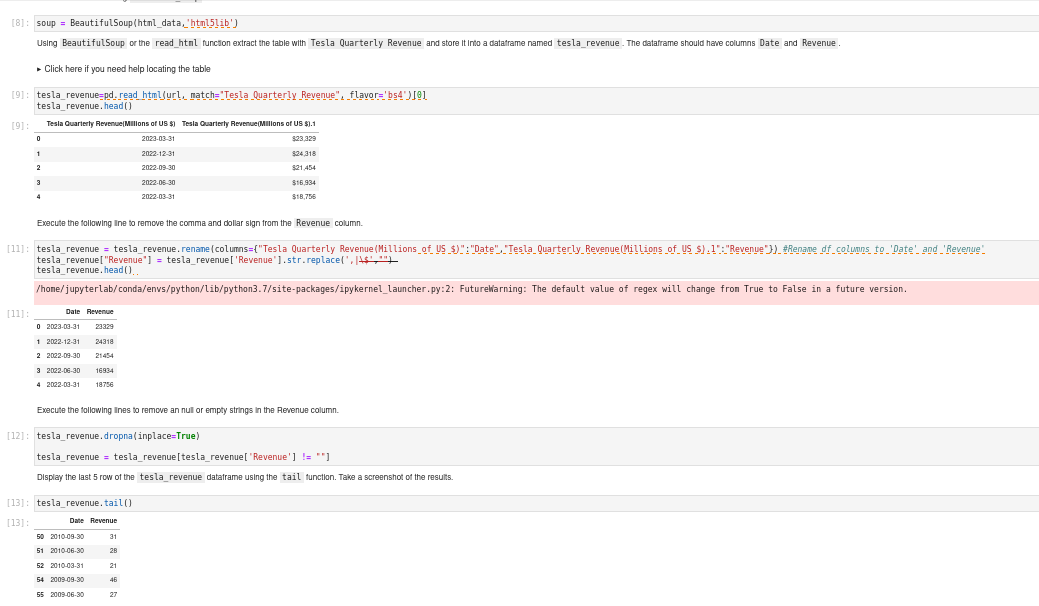 [8]: soup = BeautifulSoup(html_data,'html5lib')
Using BeautifulSoup or the read_html function extract the table with Tesla Quarterly Revenue and store it into a dataframe named tesla_revenue. The dataframe should have columns Date and Revenue.
▸ Click here if you need help locating the table
[9]: tesla_revenue=pd.read_html(url, match="Tesla Quarterly Revenue", flavor='bs4')[0]
tesla_revenue.head()
[9]: Tesla Quarterly Revenue(Millions of US $) Tesla Quarterly Revenue(Millions of US $).1
0 2023-03-31 $23,329
1 2022-12-31 $24,318
2 2022-09-30 $21,454
3 2022-06-30 $16,934
4 2022-03-31 $18,756
Execute the following line to remove the comma and dollar sign from the Revenue column.
[11]: tesla_revenue = tesla_revenue.rename(columns={"Tesla Quarterly Revenue(Millions of US $)":"Date","Tesla Quarterly Revenue(Millions of US $).1":"Revenue"}) #Rename df columns to 'Date' and 'Revenue'
tesla_revenue["Revenue"] = tesla_revenue['Revenue'].str.replace(',|\$',"")
tesla_revenue.head()
/home/jupyterlab/conda/envs/python/lib/python3.7/site-packages/ipykernel_launcher.py:2: FutureWarning: The default value of regex will change from True to False in a future version.
[11]: Date Revenue
0 2023-03-31 23329
1 2022-12-31 24318
2 2022-09-30 21454
3 2022-06-30 16934
4 2022-03-31 18756
Execute the following lines to remove an null or empty strings in the Revenue column.
[12]: tesla_revenue.dropna(inplace=True)
tesla_revenue = tesla_revenue[tesla_revenue['Revenue'] != ""]
Display the last 5 row of the tesla_revenue dataframe using the tail function. Take a screenshot of the results.
[13]: tesla_revenue.tail()
[13]: Date Revenue
50 2010-09-30 31
51 2010-06-30 28
52 2010-03-31 21
54 2009-09-30 46
55 2009-06-30 27